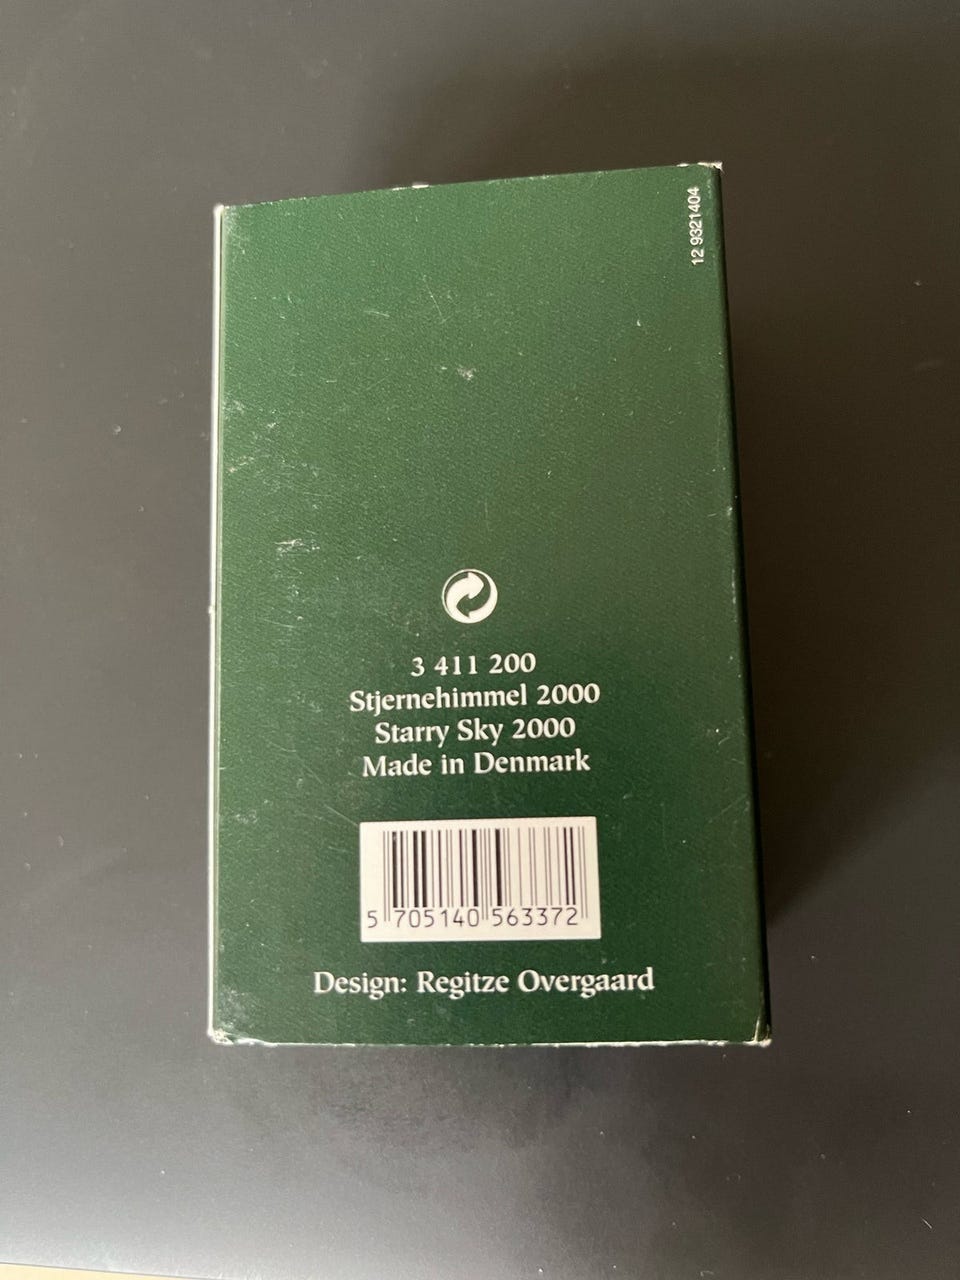 12 9321404
3 411 200
Stjernehimmel 2000
Starry Sky 2000
Made in Denmark
5 705140 563372
Design: Regitze Overgaard